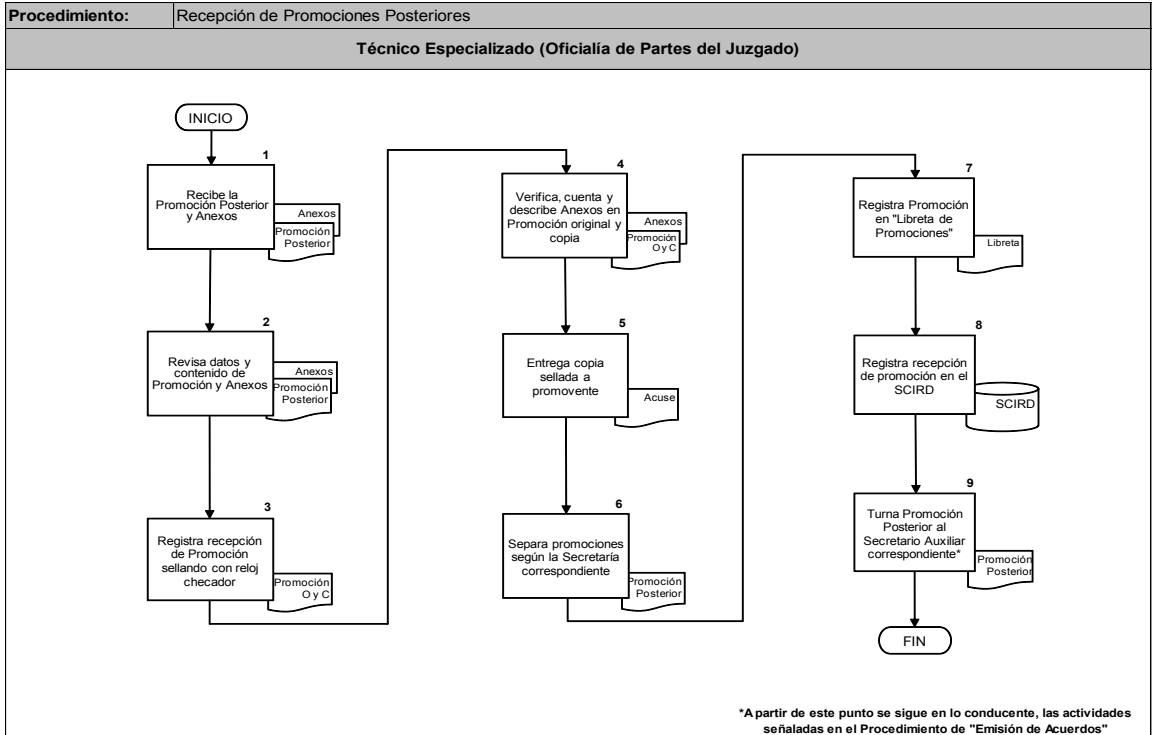 Procedimiento: Recepción de Promociones Posteriores
Técnico Especializado (Oficialía de Partes del Juzgado)
INICIO
1
Recibe la
Promoción Posterior
y Anexos
Anexos
Promoción
Posterior
2
Revisa datos y
contenido de
Promoción y Anexos
Anexos
Promoción
Posterior
3
Registra recepción
de Promoción
sellando con reloj
checador
Promoción
O y C
4
Verifica, cuenta y
describe Anexos en
Promoción original y
copia
Anexos
Promoción
O y C
5
Entrega copia
sellada a
promovente
Acuse
6
Separa promociones
según la Secretaría
correspondiente
Promoción
Posterior
7
Registra Promoción
en "Libreta de
Promociones"
Libreta
8
Registra recepción
de promoción en el
SCIRD
SCIRD
9
Turna Promoción
Posterior al
Secretario Auxiliar
correspondiente*
Promoción
Posterior
FIN
*A partir de este punto se sigue en lo conducente, las actividades
señaladas en el Procedimiento de "Emisión de Acuerdos"